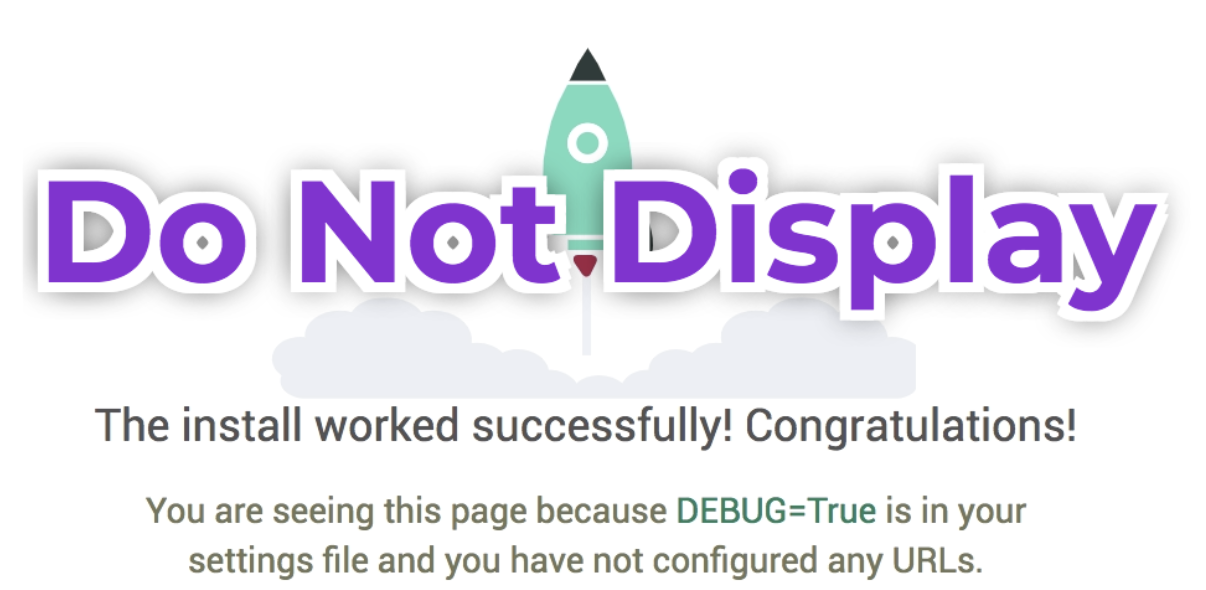 Do Not Display
The install worked successfully! Congratulations!
You are seeing this page because DEBUG=True is in your
settings file and you have not configured any URLs.